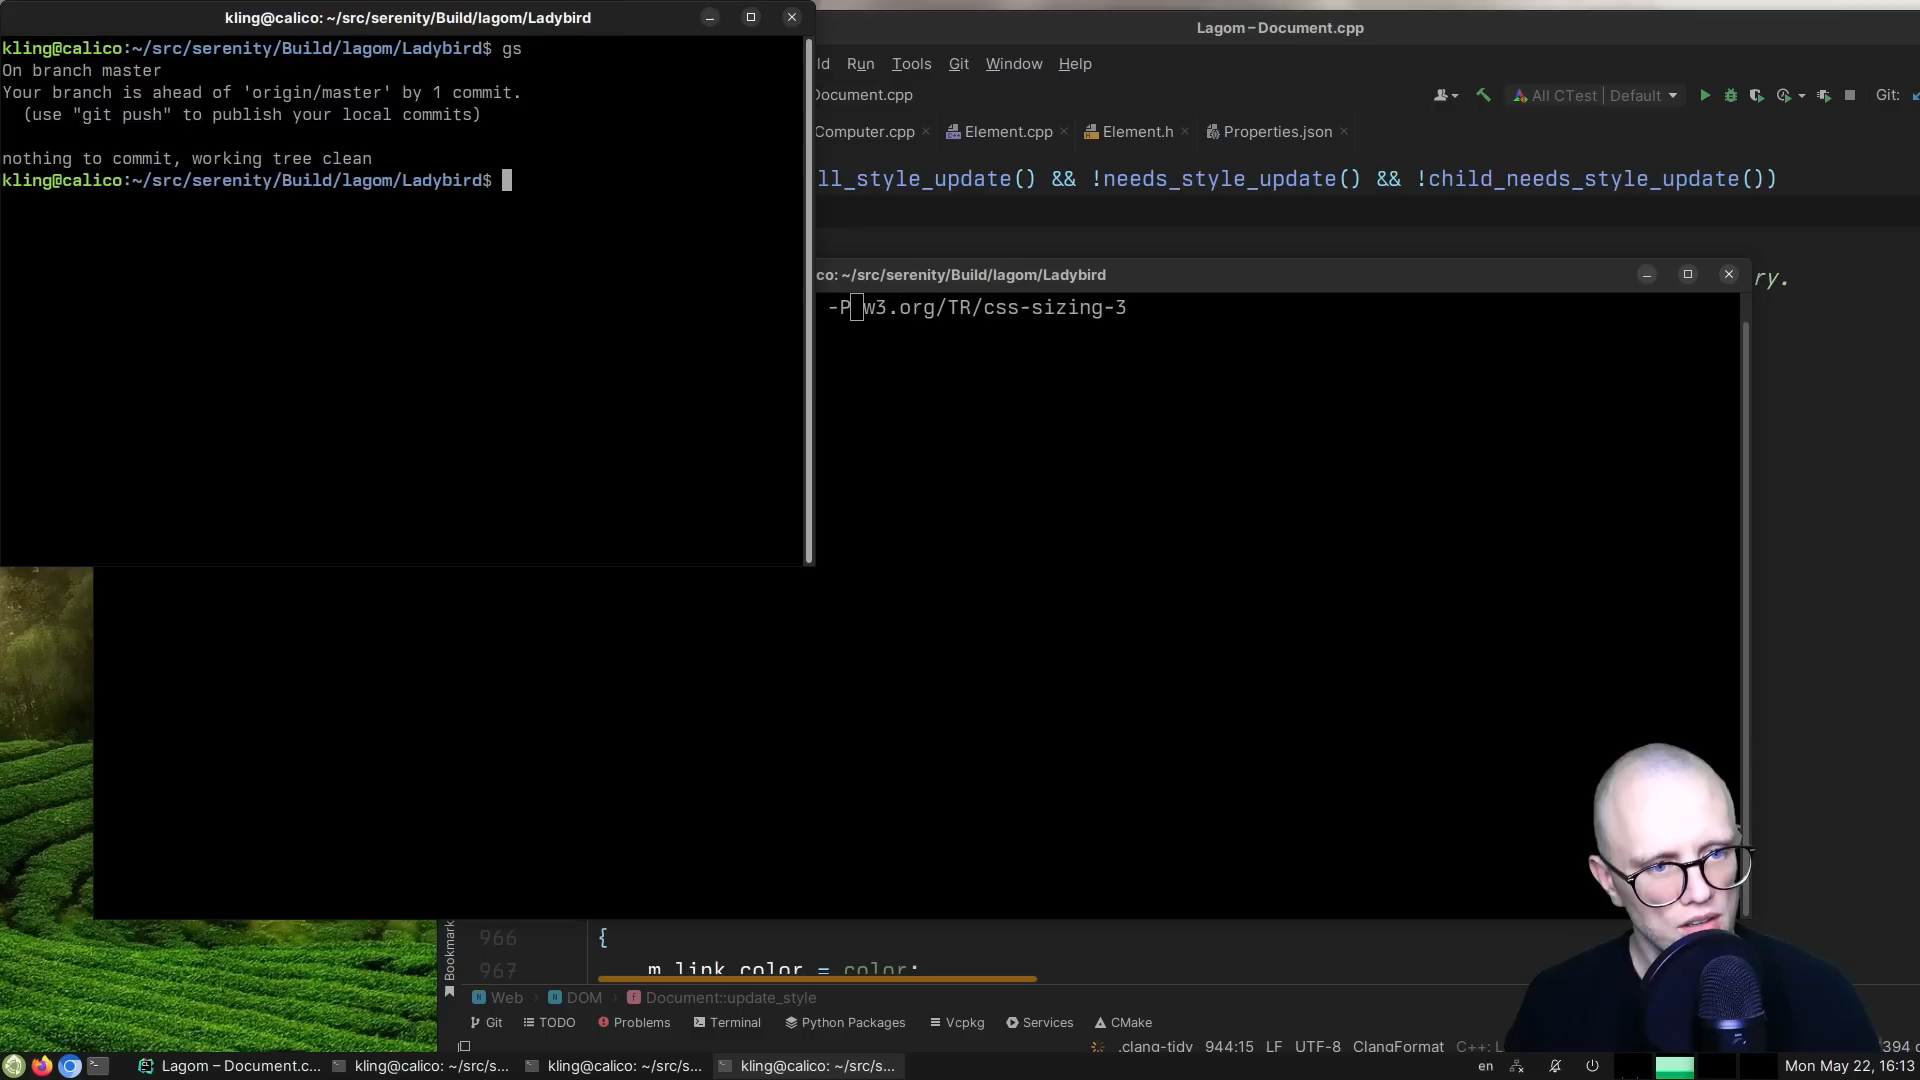 kling@calico: ~/src/serenity/Build/lagom/Ladybird
kling@calico:~/src/serenity/Build/lagom/Ladybird$ gs
On branch master
Your branch is ahead of 'origin/master' by 1 commit.
(use "git push" to publish your local commits)
nothing to commit, working tree clean
kling@calico:~/src/serenity/Build/lagom/Ladybird$
Lagom – Document.cpp
ld Run Tools Git Window Help
Document.cpp
All CTest | Default
Git:
Computer.cpp Element.cpp Element.h Properties.json
ll_style_update() && !needs_style_update() && !child_needs_style_update())
ry.
co: ~/src/serenity/Build/lagom/Ladybird
-P w3.org/TR/css-sizing-3
Bookmark
966 {
967 m_link_color = color;
Web DOM Document::update_style
Git TODO Problems Terminal Python Packages Vcpkg Services CMake
.clang-tidy 944:15 LF UTF-8 ClangFormat C++: L
394
Lagom – Document.c... kling@calico: ~/src/s... kling@calico: ~/src/s... kling@calico: ~/src/s...
en Mon May 22, 16:13